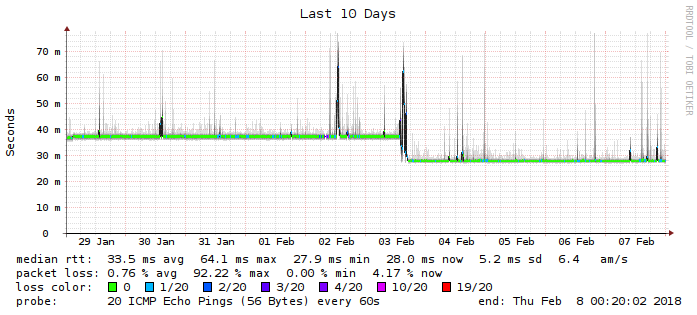 Last 10 Days
RRDTOOL / TOBI OETIKER
Seconds
70 m
60 m
50 m
40 m
30 m
20 m
10 m
0
29 Jan 30 Jan 31 Jan 01 Feb 02 Feb 03 Feb 04 Feb 05 Feb 06 Feb 07 Feb
median rtt: 33.5 ms avg 64.1 ms max 27.9 ms min 28.0 ms now 5.2 ms sd 6.4 am/s
packet loss: 0.76 % avg 92.22 % max 0.00 % min 4.17 % now
loss color: 0 1/20 2/20 3/20 4/20 10/20 19/20
probe: 20 ICMP Echo Pings (56 Bytes) every 60s end: Thu Feb 8 00:20:02 2018